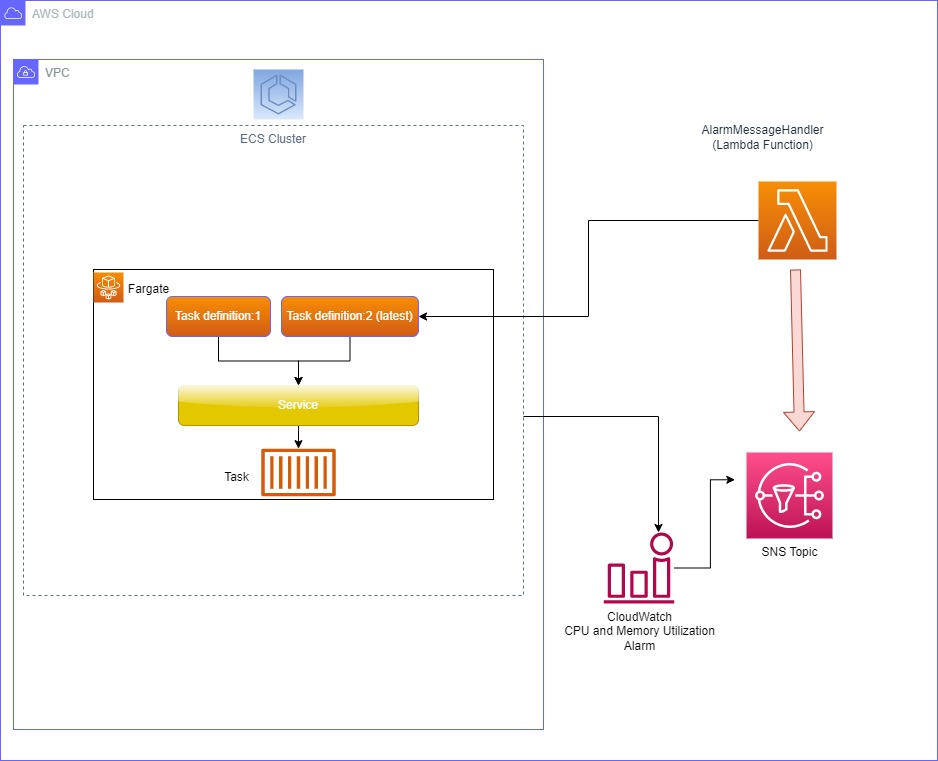 AWS Cloud
VPC
ECS Cluster
AlarmMessageHandler
(Lambda Function)
Fargate
Task definition:1
Task definition:2 (latest)
Service
Task
SNS Topic
CloudWatch
CPU and Memory Utilization
Alarm